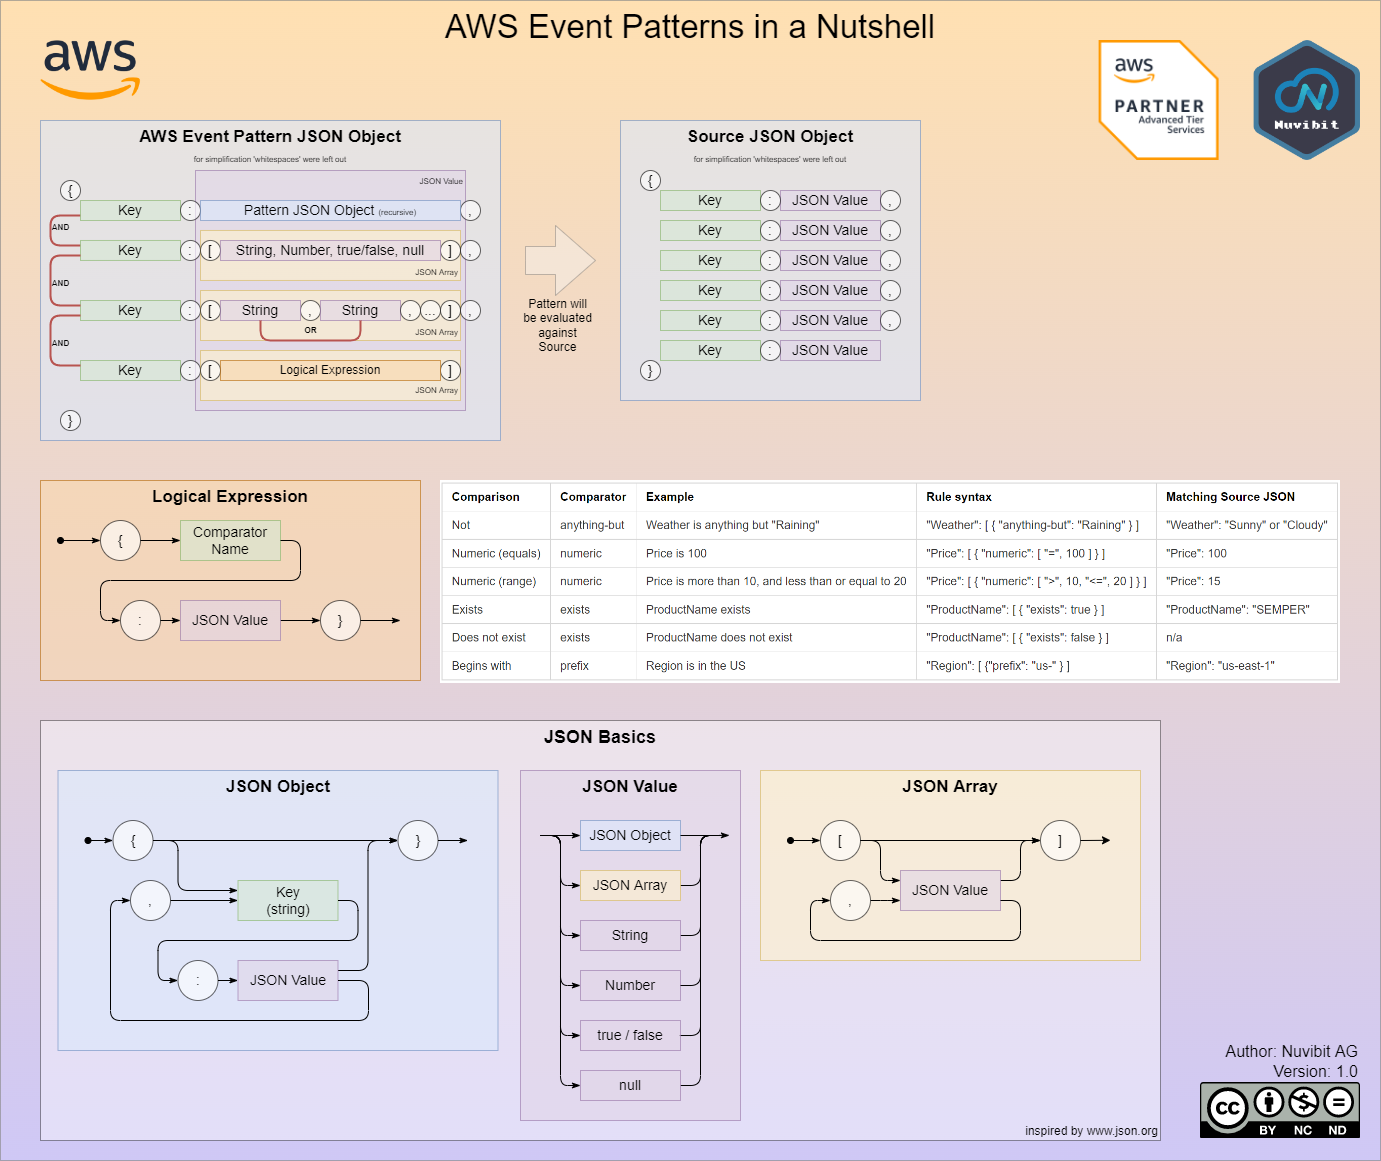 AWS Event Patterns in a Nutshell
aws
aws
PARTNER
Advanced Tier
Services
Nuvibit
AWS Event Pattern JSON Object
for simplification 'whitespaces' were left out
JSON Value
{
Key : Pattern JSON Object (recursive) ,
AND
Key : [ String, Number, true/false, null ] ,
JSON Array
AND
Key : [ String , String , ... ] ,
OR
JSON Array
AND
Key : [ Logical Expression ]
JSON Array
}
Pattern will
be evaluated
against
Source
Source JSON Object
for simplification 'whitespaces' were left out
{
Key : JSON Value ,
Key : JSON Value ,
Key : JSON Value ,
Key : JSON Value ,
Key : JSON Value ,
Key : JSON Value
}
Logical Expression
{ Comparator
Name
: JSON Value }
Comparison Comparator Example Rule syntax Matching Source JSON
Not anything-but Weather is anything but "Raining" "Weather": [ { "anything-but": "Raining" } ] "Weather": "Sunny" or "Cloudy"
Numeric (equals) numeric Price is 100 "Price": [ { "numeric": [ "=", 100 ] } ] "Price": 100
Numeric (range) numeric Price is more than 10, and less than or equal to 20 "Price": [ { "numeric": [ ">", 10, "<=", 20 ] } ] "Price": 15
Exists exists ProductName exists "ProductName": [ { "exists": true } ] "ProductName": "SEMPER"
Does not exist exists ProductName does not exist "ProductName": [ { "exists": false } ] n/a
Begins with prefix Region is in the US "Region": [ {"prefix": "us-" } ] "Region": "us-east-1"
JSON Basics
JSON Object
{ }
, Key
(string)
: JSON Value
JSON Value
JSON Object
JSON Array
String
Number
true / false
null
JSON Array
[ ]
, JSON Value
inspired by www.json.org
Author: Nuvibit AG
Version: 1.0
cc
BY NC ND